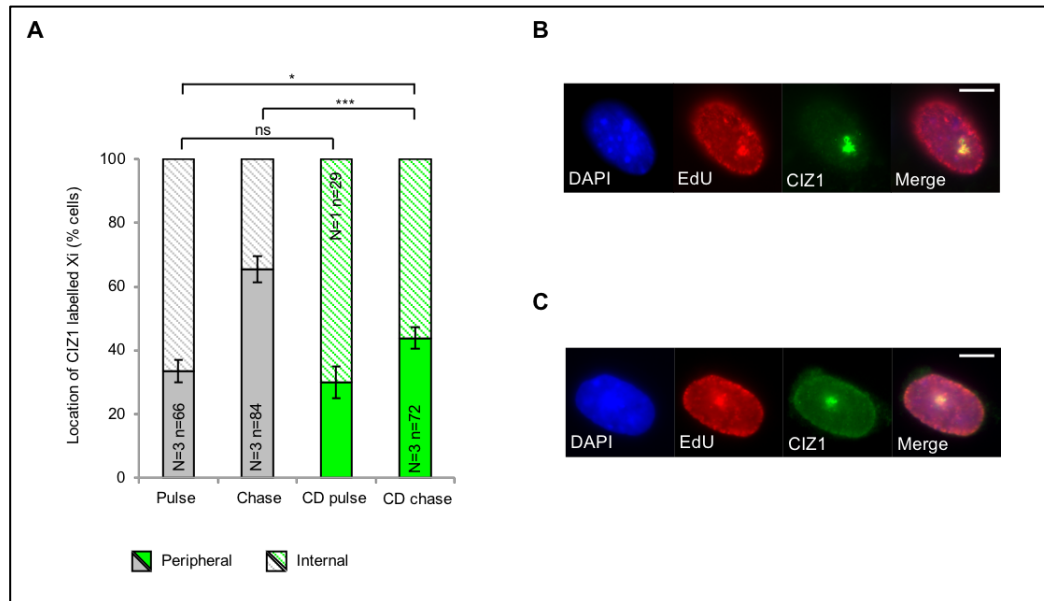 A
*
***
ns
Location of CIZ1 labelled Xi (% cells)
100
80
60
40
20
0
N=3 n=66
N=3 n=84
N=1 n=29
N=3 n=72
Pulse Chase CD pulse CD chase
Peripheral Internal
B
DAPI EdU CIZ1 Merge
C
DAPI EdU CIZ1 Merge